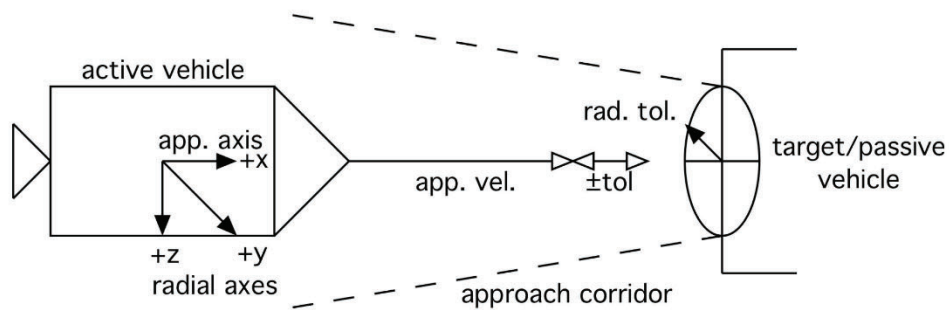 active vehicle
rad. tol.
app. axis
+x
target/passive
vehicle
app. vel.
±tol
+z
+y
radial axes
approach corridor